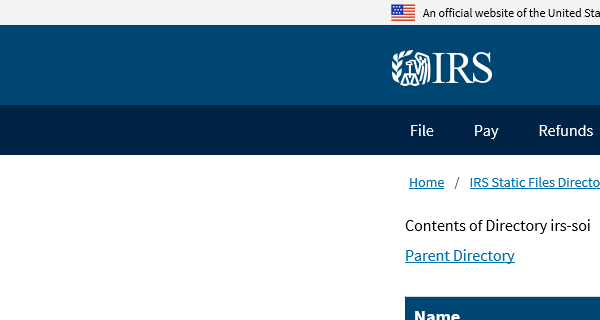 An official website of the United Sta
IRS
File Pay Refunds
Home / IRS Static Files Directo
Contents of Directory irs-soi
Parent Directory
Name